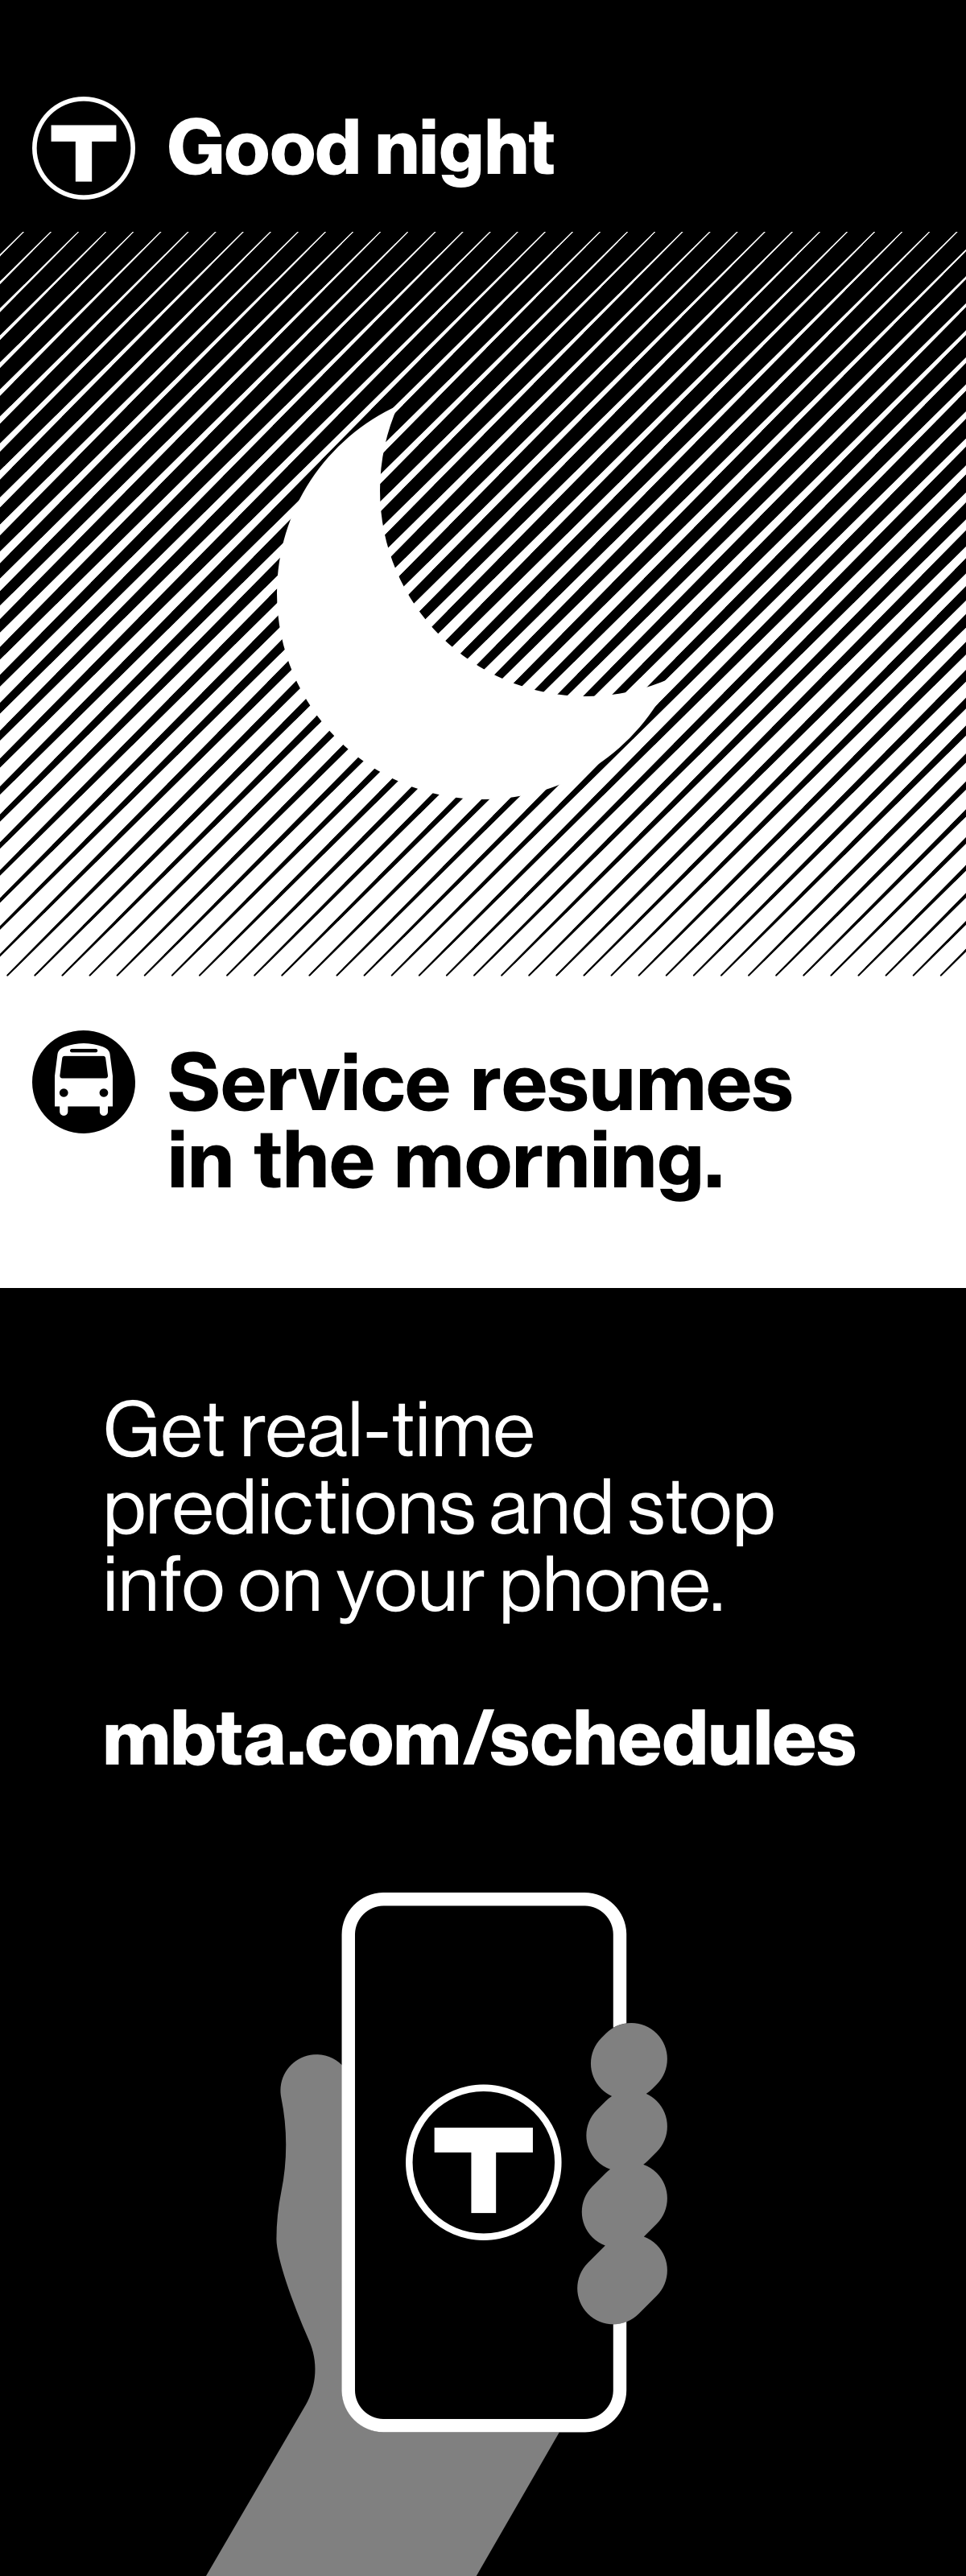 T Good night
Service resumes
in the morning.
Get real-time
predictions and stop
info on your phone.
mbta.com/schedules
T